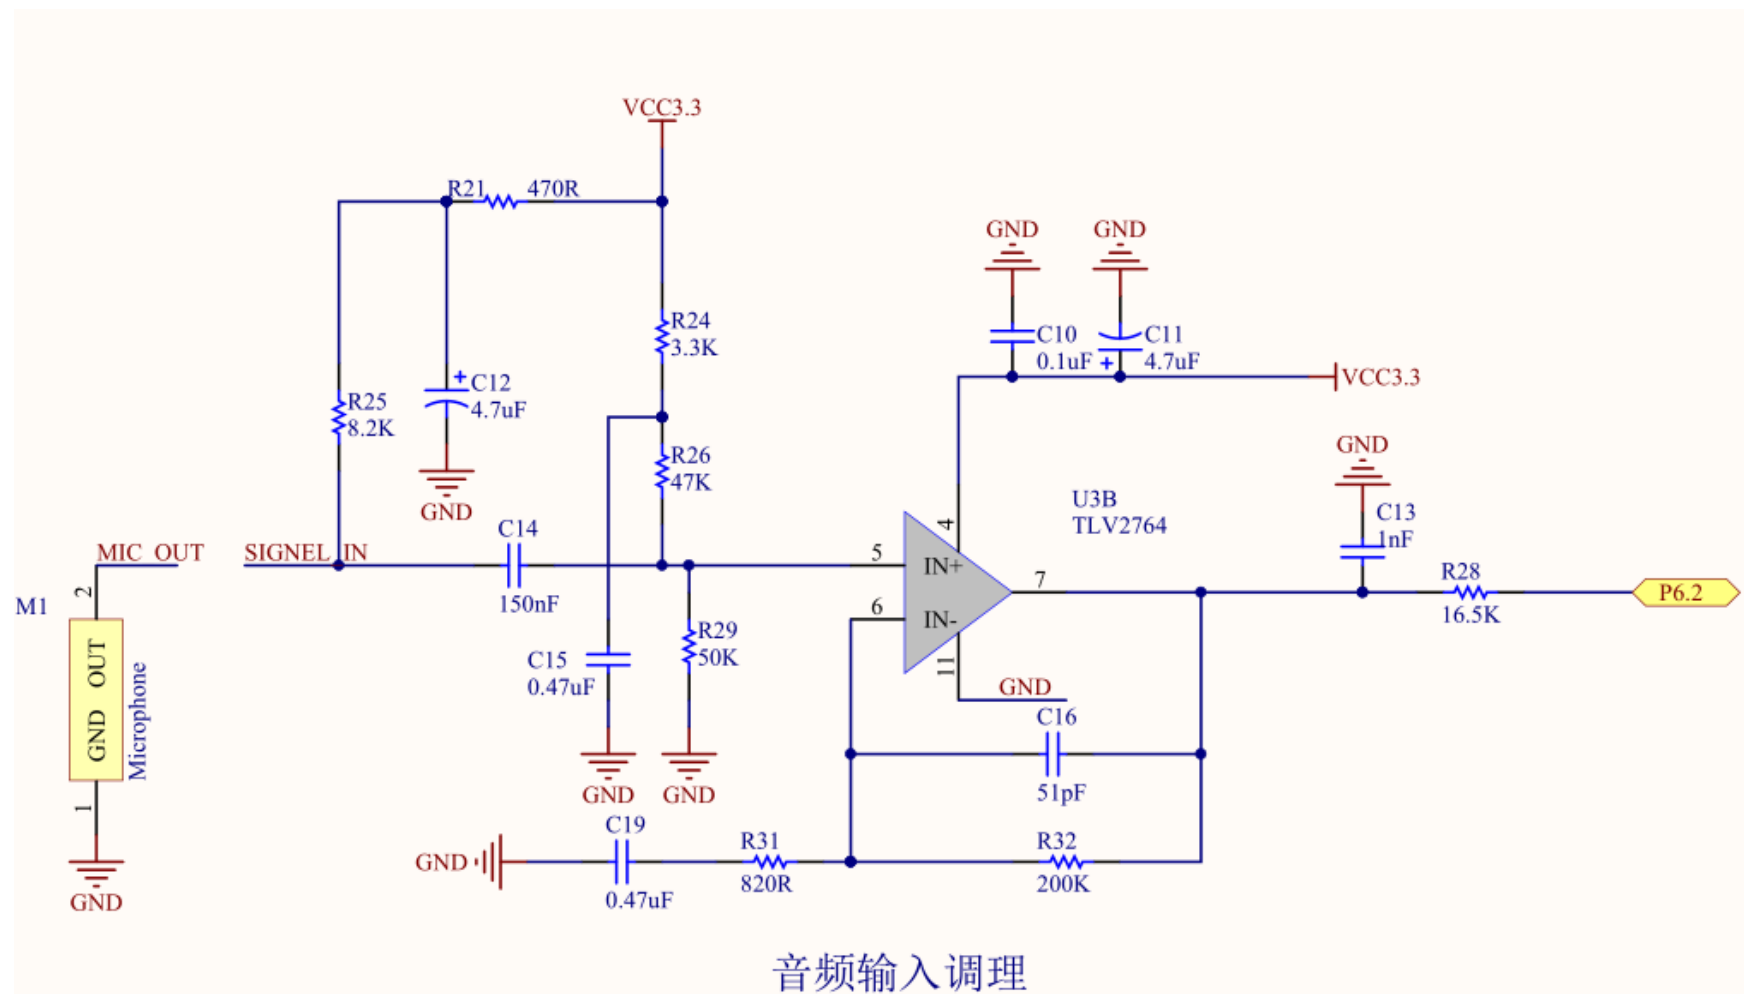 VCC3.3
R21 470R
GND GND
R24
3.3K
C10
0.1uF
C11
4.7uF
+
+
C12
4.7uF
VCC3.3
R25
8.2K
GND
R26
47K
GND
U3B
TLV2764
C13
1nF
4
C14
150nF
MIC_OUT
SIGNEL_IN
5
IN+
7
R28
16.5K
P6.2
2
M1
6
IN-
OUT
GND
Microphone
1
GND
C15
0.47uF
R29
50K
11
GND
C16
51pF
GND GND
C19
0.47uF
GND
R31
820R
R32
200K
音频输入调理